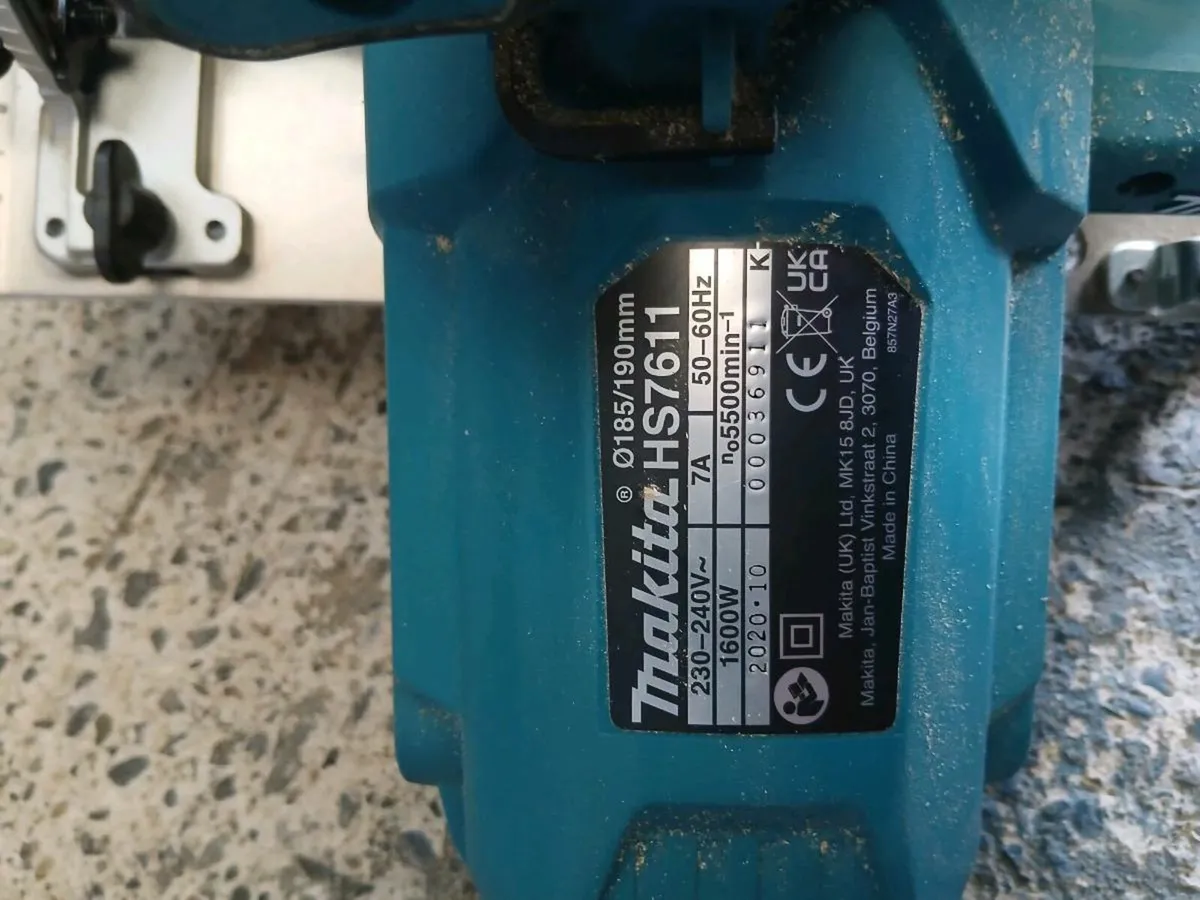 Makita® Ø185/190mm
HS7611
230–240V~ 7A 50–60Hz
1600W n₀5500min⁻¹
2020·10 00036911 K
UK
CA
CE
Makita (UK) Ltd, MK15 8JD, UK
Makita, Jan-Baptist Vinkstraat 2, 3070, Belgium
Made in China
857N27A3